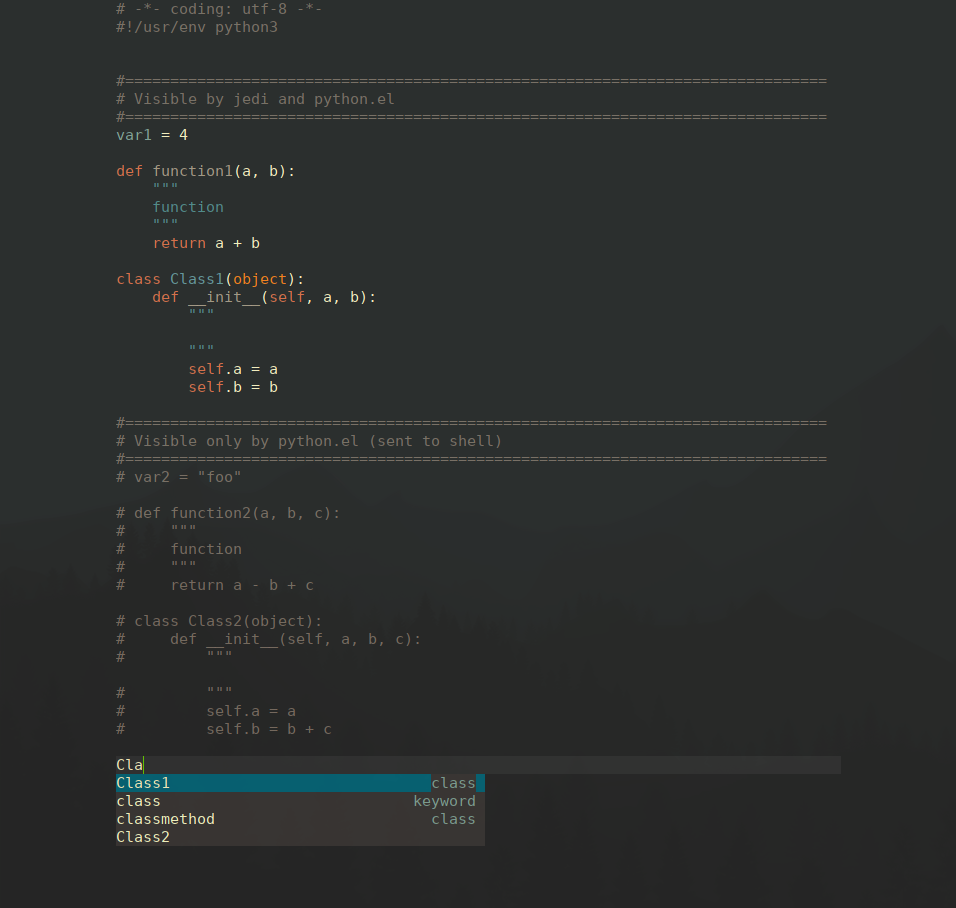 # -*- coding: utf-8 -*-
#!/usr/env python3
#==============================================================================
# Visible by jedi and python.el
#==============================================================================
var1 = 4
def function1(a, b):
    """
    function
    """
    return a + b
class Class1(object):
    def __init__(self, a, b):
        """
        """
        self.a = a
        self.b = b
#==============================================================================
# Visible only by python.el (sent to shell)
#==============================================================================
# var2 = "foo"
# def function2(a, b, c):
#     """
#     function
#     """
#     return a - b + c
# class Class2(object):
#     def __init__(self, a, b, c):
#         """
#         """
#         self.a = a
#         self.b = b + c
Cla
Class1 class
class keyword
classmethod class
Class2